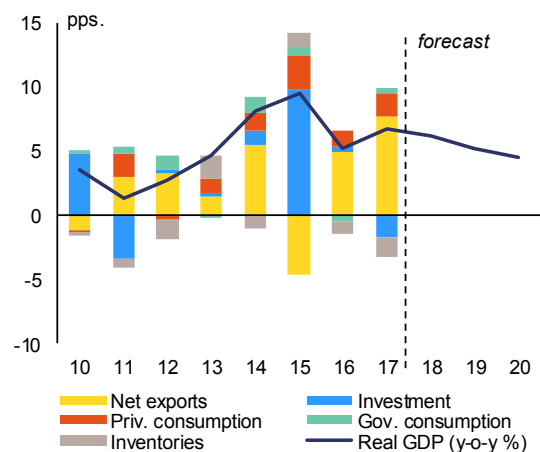 pps.
forecast
15
10
5
0
-5
-10
10 11 12 13 14 15 16 17 18 19 20
Net exports Investment
Priv. consumption Gov. consumption
Inventories Real GDP (y-o-y %)